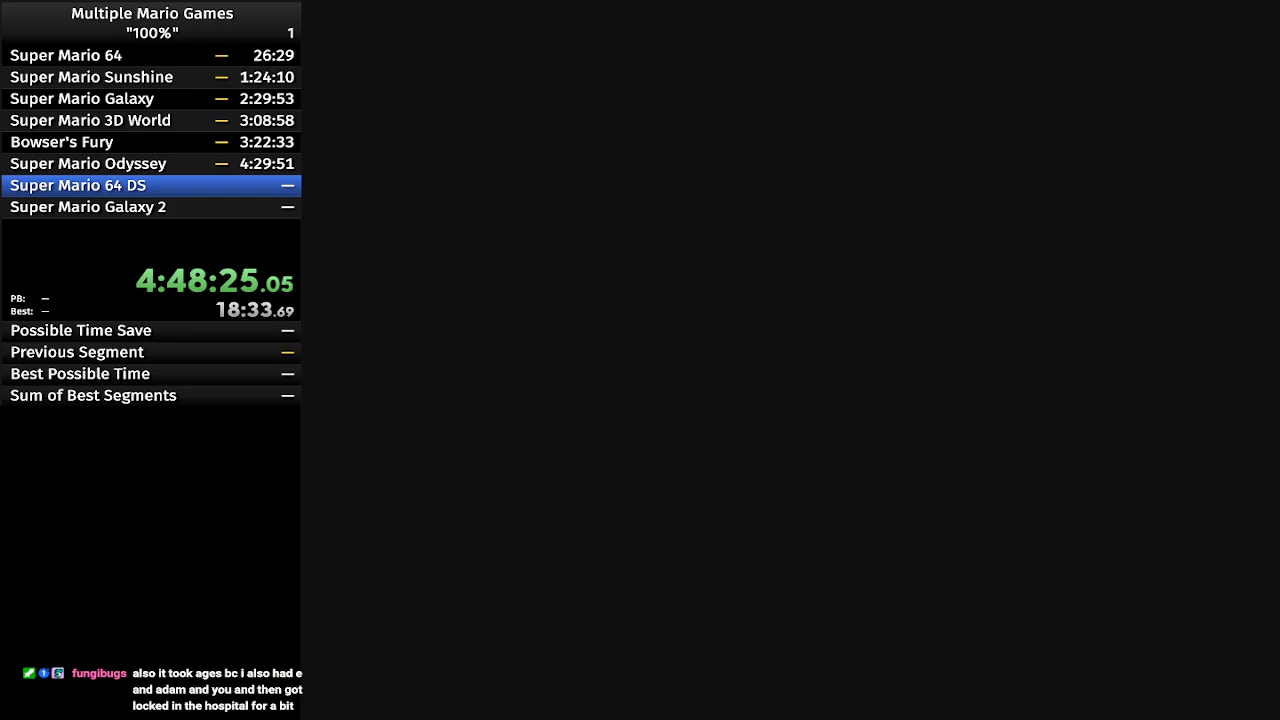 Multiple Mario Games
"100%" 1
Super Mario 64 — 26:29
Super Mario Sunshine — 1:24:10
Super Mario Galaxy — 2:29:53
Super Mario 3D World — 3:08:58
Bowser's Fury — 3:22:33
Super Mario Odyssey — 4:29:51
Super Mario 64 DS —
Super Mario Galaxy 2 —
4:48:25.05
PB: —
Best: — 18:33.69
Possible Time Save —
Previous Segment —
Best Possible Time —
Sum of Best Segments —
fungibugs also it took ages bc i also had e
and adam and you and then got
locked in the hospital for a bit